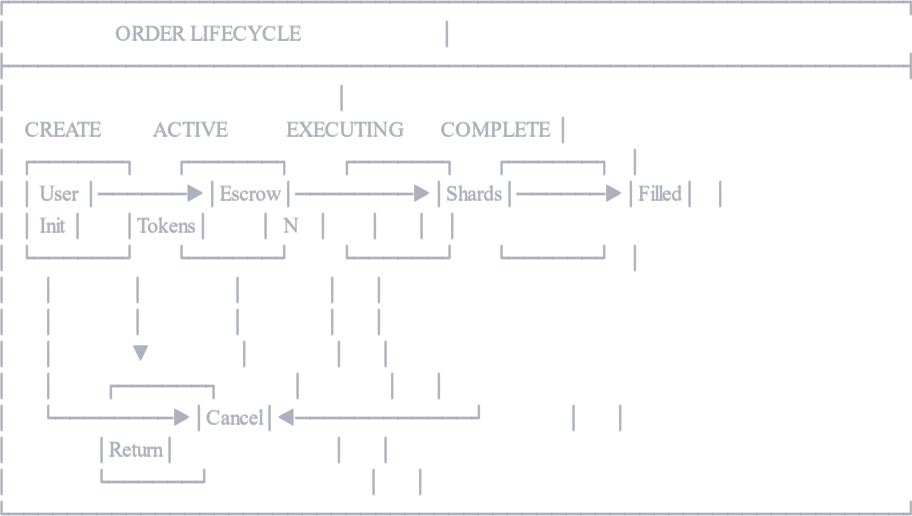 ORDER LIFECYCLE
CREATE ACTIVE EXECUTING COMPLETE
User Escrow Shards Filled
Init Tokens N
Cancel
Return